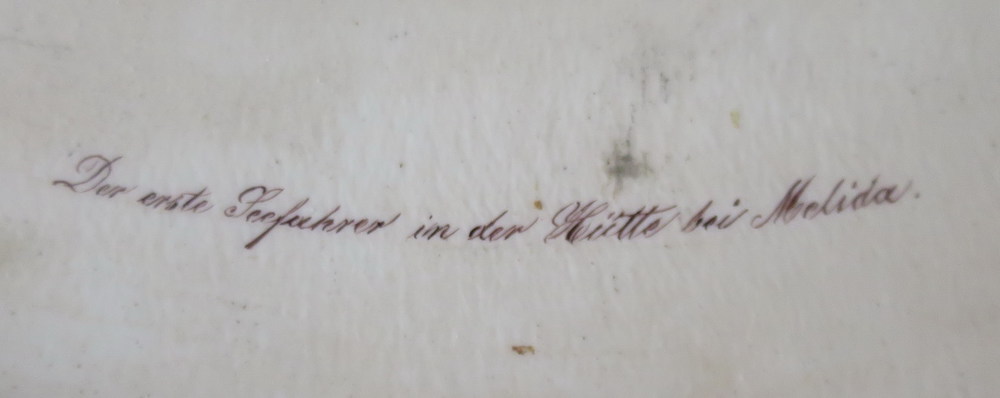 Der erste Seefahrer in der Hütte bei Melida.